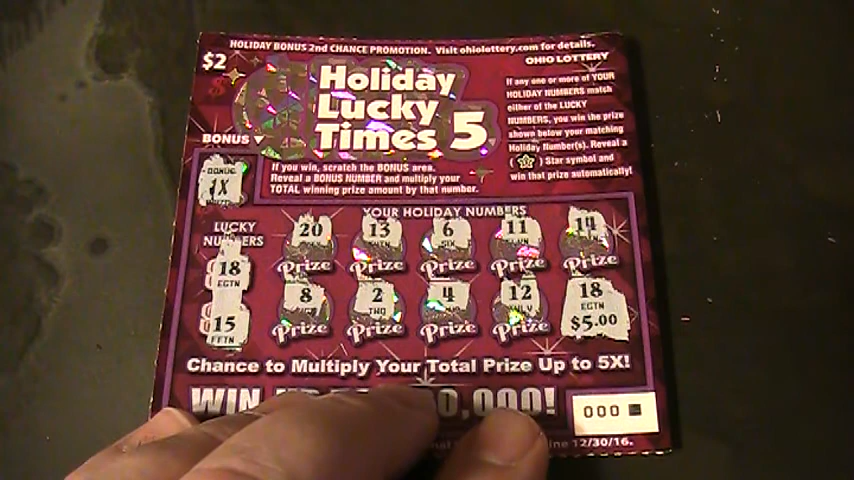 HOLIDAY BONUS 2nd CHANCE PROMOTION. Visit ohiolottery.com for details.
OHIO LOTTERY
$2
Holiday
Lucky
Times 5
If any one or more of YOUR
HOLIDAY NUMBERS match
either of the LUCKY
NUMBERS, you win the prize
shown below your matching
Holiday Number(s). Reveal a
( ) Star symbol and
win that prize automatically!
BONUS
If you win, scratch the BONUS area.
Reveal a BONUS NUMBER and multiply your
TOTAL winning prize amount by that number.
BONUS
1X
YOUR HOLIDAY NUMBERS
LUCKY
NUMBERS
20 13 6 11 14
SIX
Prize Prize Prize Prize Prize
18
EGTN
8 2 4 12 18
TWO EGTN
Prize Prize Prize Prize $5.00
15
FFTN
Chance to Multiply Your Total Prize Up to 5X!
WIN 0,000!
000
12/30/16.